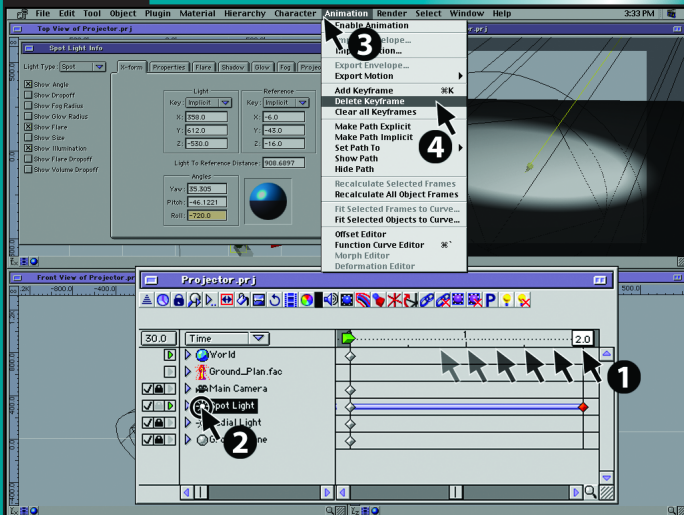 File Edit Tool Object Plugin Material Hierarchy Character Animation Render Select Window Help 3:33 PM
Top View of Projector.prj
Spot Light Info
Light Type: Spot
X-form Properties Flare Shadow Glow Fog
Show Angle
Show Dropoff
Show Fog Radius
Show Glow Radius
Show Flare
Show Size
Show Illumination
Show Flare Dropoff
Show Volume Dropoff
Light
Key: Implicit
X: 358.0
Y: 612.0
Z: -530.0
Reference
Key: Implicit
X: -6.0
Y: -43.0
Z: -16.0
Light To Reference Distance: 908.6897
Angles
Yaw: 35.305
Pitch: -46.1221
Roll: -720.0
Enable Animation
Export Envelope...
Export Motion
Add Keyframe ⌘K
Delete Keyframe
Clear all Keyframes
Make Path Explicit
Make Path Implicit
Set Path To
Show Path
Hide Path
Recalculate Selected Frames
Recalculate All Object Frames
Fit Selected Frames to Curve...
Fit Selected Objects to Curve...
Offset Editor
Function Curve Editor ⌘`
Morph Editor
Deformation Editor
3
4
Front View of Projector.prj
-800.0| -400.0|
500.0|
Projector.prj
P
30.0 Time 1 2.0
World
Ground_Plan.fac
Main Camera
Spot Light
1
2